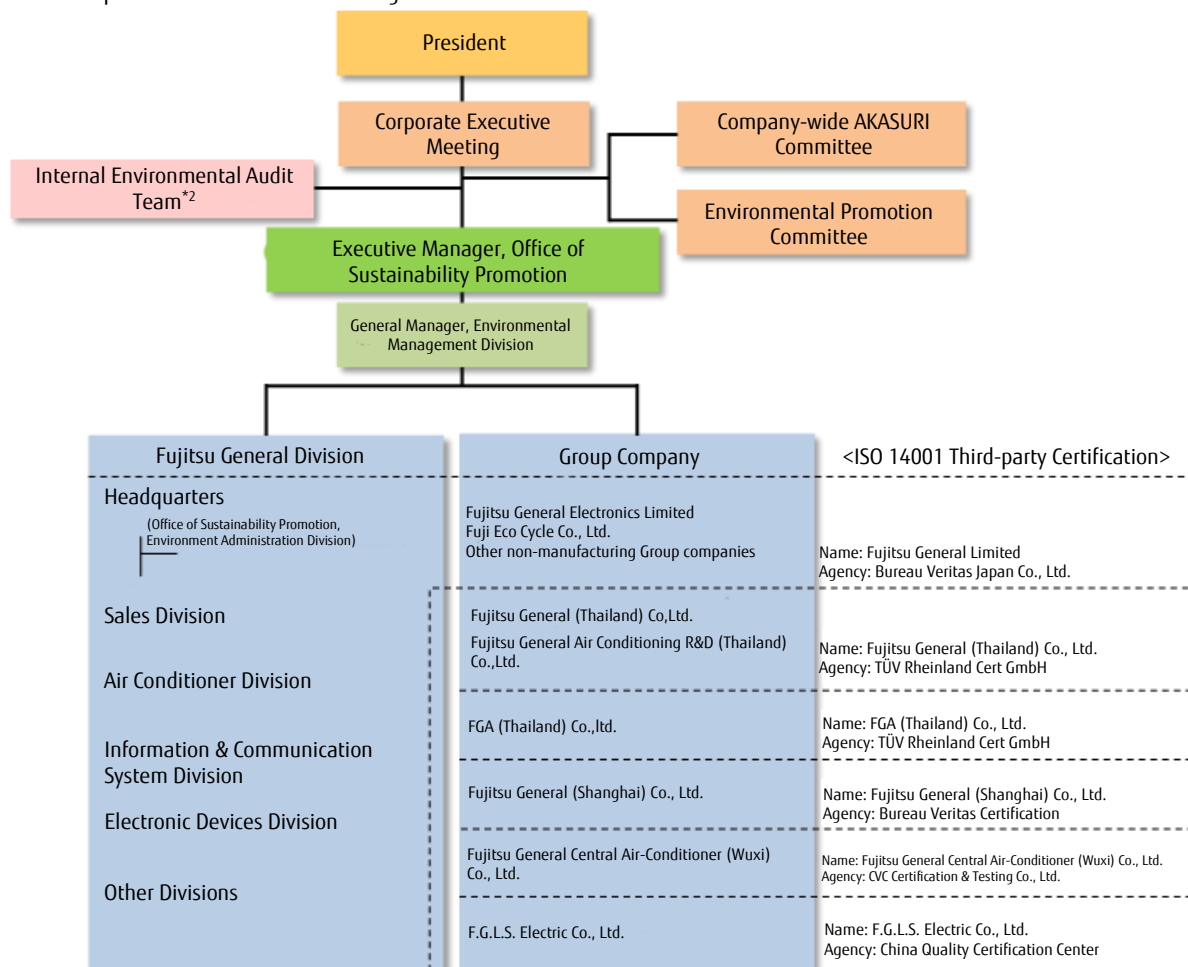 President
Corporate Executive
Meeting
Company-wide AKASURI
Committee
Internal Environmental Audit
Team*2
Environmental Promotion
Committee
Executive Manager, Office of
Sustainability Promotion
General Manager, Environmental
Management Division
Fujitsu General Division
Headquarters
(Office of Sustainability Promotion,
Environment Administration Division)
Sales Division
Air Conditioner Division
Information & Communication
System Division
Electronic Devices Division
Other Divisions
Group Company
Fujitsu General Electronics Limited
Fuji Eco Cycle Co., Ltd.
Other non-manufacturing Group companies
Fujitsu General (Thailand) Co,Ltd.
Fujitsu General Air Conditioning R&D (Thailand)
Co.,Ltd.
FGA (Thailand) Co.,ltd.
Fujitsu General (Shanghai) Co., Ltd.
Fujitsu General Central Air-Conditioner (Wuxi)
Co., Ltd.
F.G.L.S. Electric Co., Ltd.
<ISO 14001 Third-party Certification>
Name: Fujitsu General Limited
Agency: Bureau Veritas Japan Co., Ltd.
Name: Fujitsu General (Thailand) Co., Ltd.
Agency: TÜV Rheinland Cert GmbH
Name: FGA (Thailand) Co., Ltd.
Agency: TÜV Rheinland Cert GmbH
Name: Fujitsu General (Shanghai) Co., Ltd.
Agency: Bureau Veritas Certification
Name: Fujitsu General Central Air-Conditioner (Wuxi) Co., Ltd.
Agency: CVC Certification & Testing Co., Ltd.
Name: F.G.L.S. Electric Co., Ltd.
Agency: China Quality Certification Center